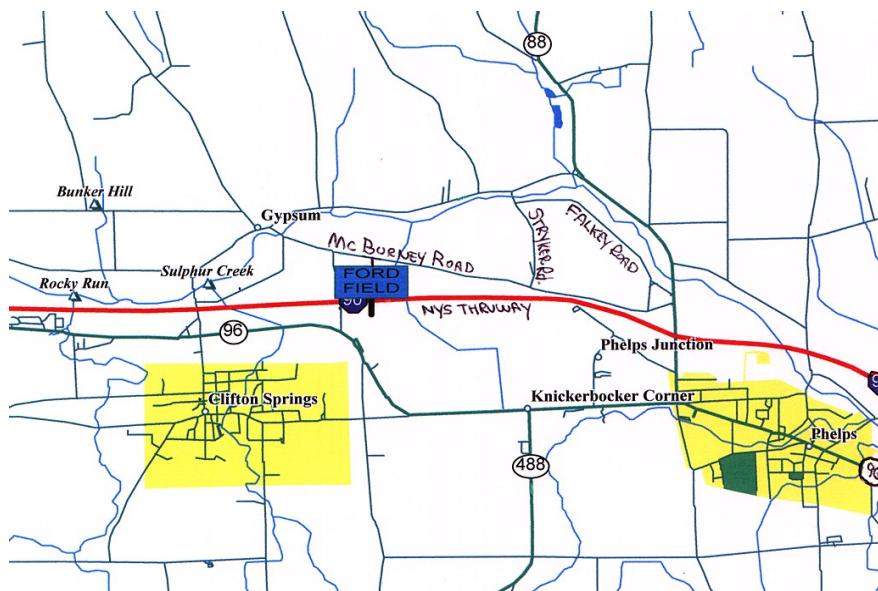 88
Bunker Hill
Gypsum
STRYKER Rd.
FALKEY ROAD
Mc BURNEY ROAD
Sulphur Creek
FORD
FIELD
Rocky Run
90
NYS THRUWAY
96
Phelps Junction
Clifton Springs
Knickerbocker Corner
Phelps
488